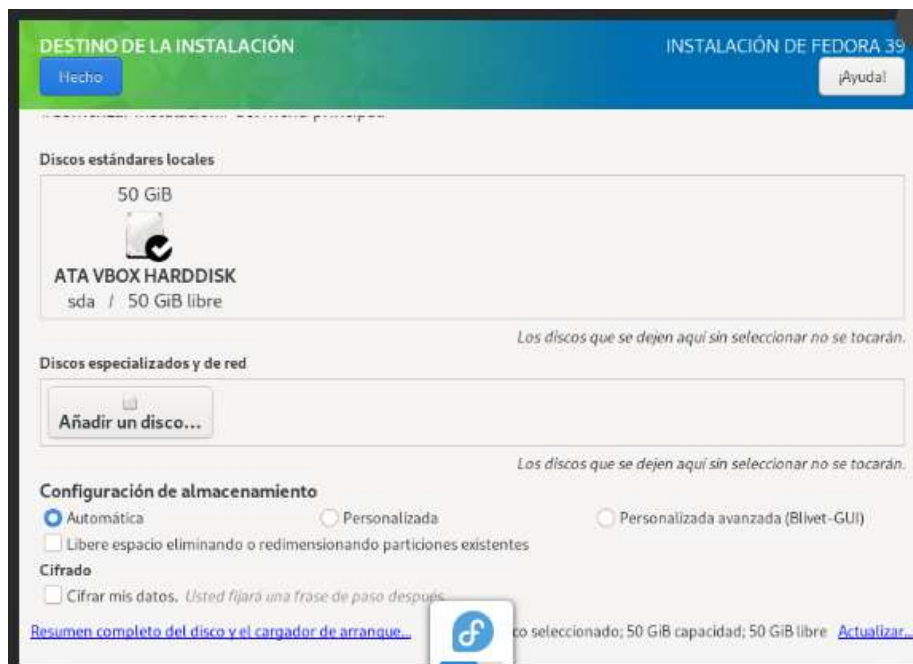 DESTINO DE LA INSTALACIÓN
INSTALACIÓN DE FEDORA 39
Hecho
¡Ayuda!
Discos estándares locales
50 GiB
ATA VBOX HARDDISK
sda / 50 GiB libre
Los discos que se dejen aquí sin seleccionar no se tocarán.
Discos especializados y de red
Añadir un disco...
Los discos que se dejen aquí sin seleccionar no se tocarán.
Configuración de almacenamiento
Automática Personalizada Personalizada avanzada (Blivet-GUI)
Libere espacio eliminando o redimensionando particiones existentes
Cifrado
Cifrar mis datos. Usted fijará una frase de paso después.
Resumen completo del disco y el cargador de arranque... co seleccionado; 50 GiB capacidad; 50 GiB libre Actualizar...